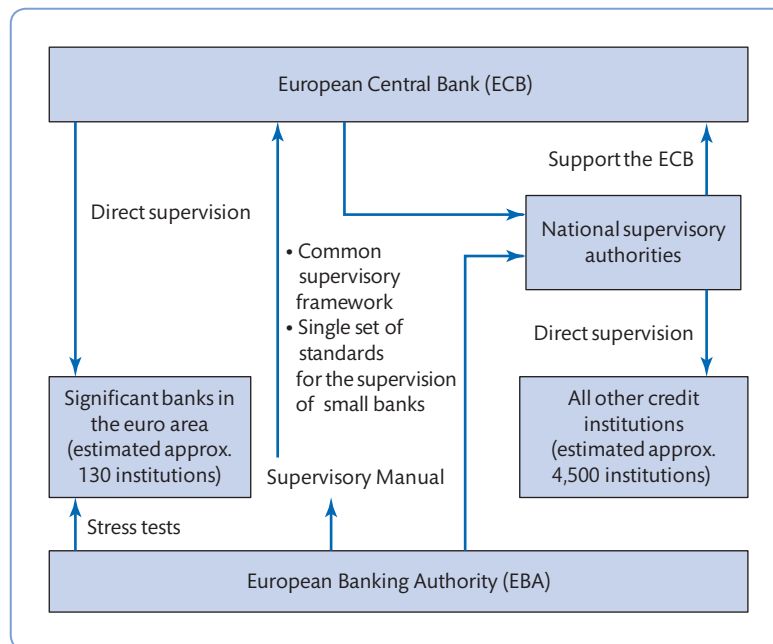 European Central Bank (ECB)
Support the ECB
Direct supervision
National supervisory
authorities
• Common
supervisory
framework
• Single set of
standards
for the supervision
of small banks
Direct supervision
Significant banks in
the euro area
(estimated approx.
130 institutions)
All other credit
institutions
(estimated approx.
4,500 institutions)
Supervisory Manual
Stress tests
European Banking Authority (EBA)